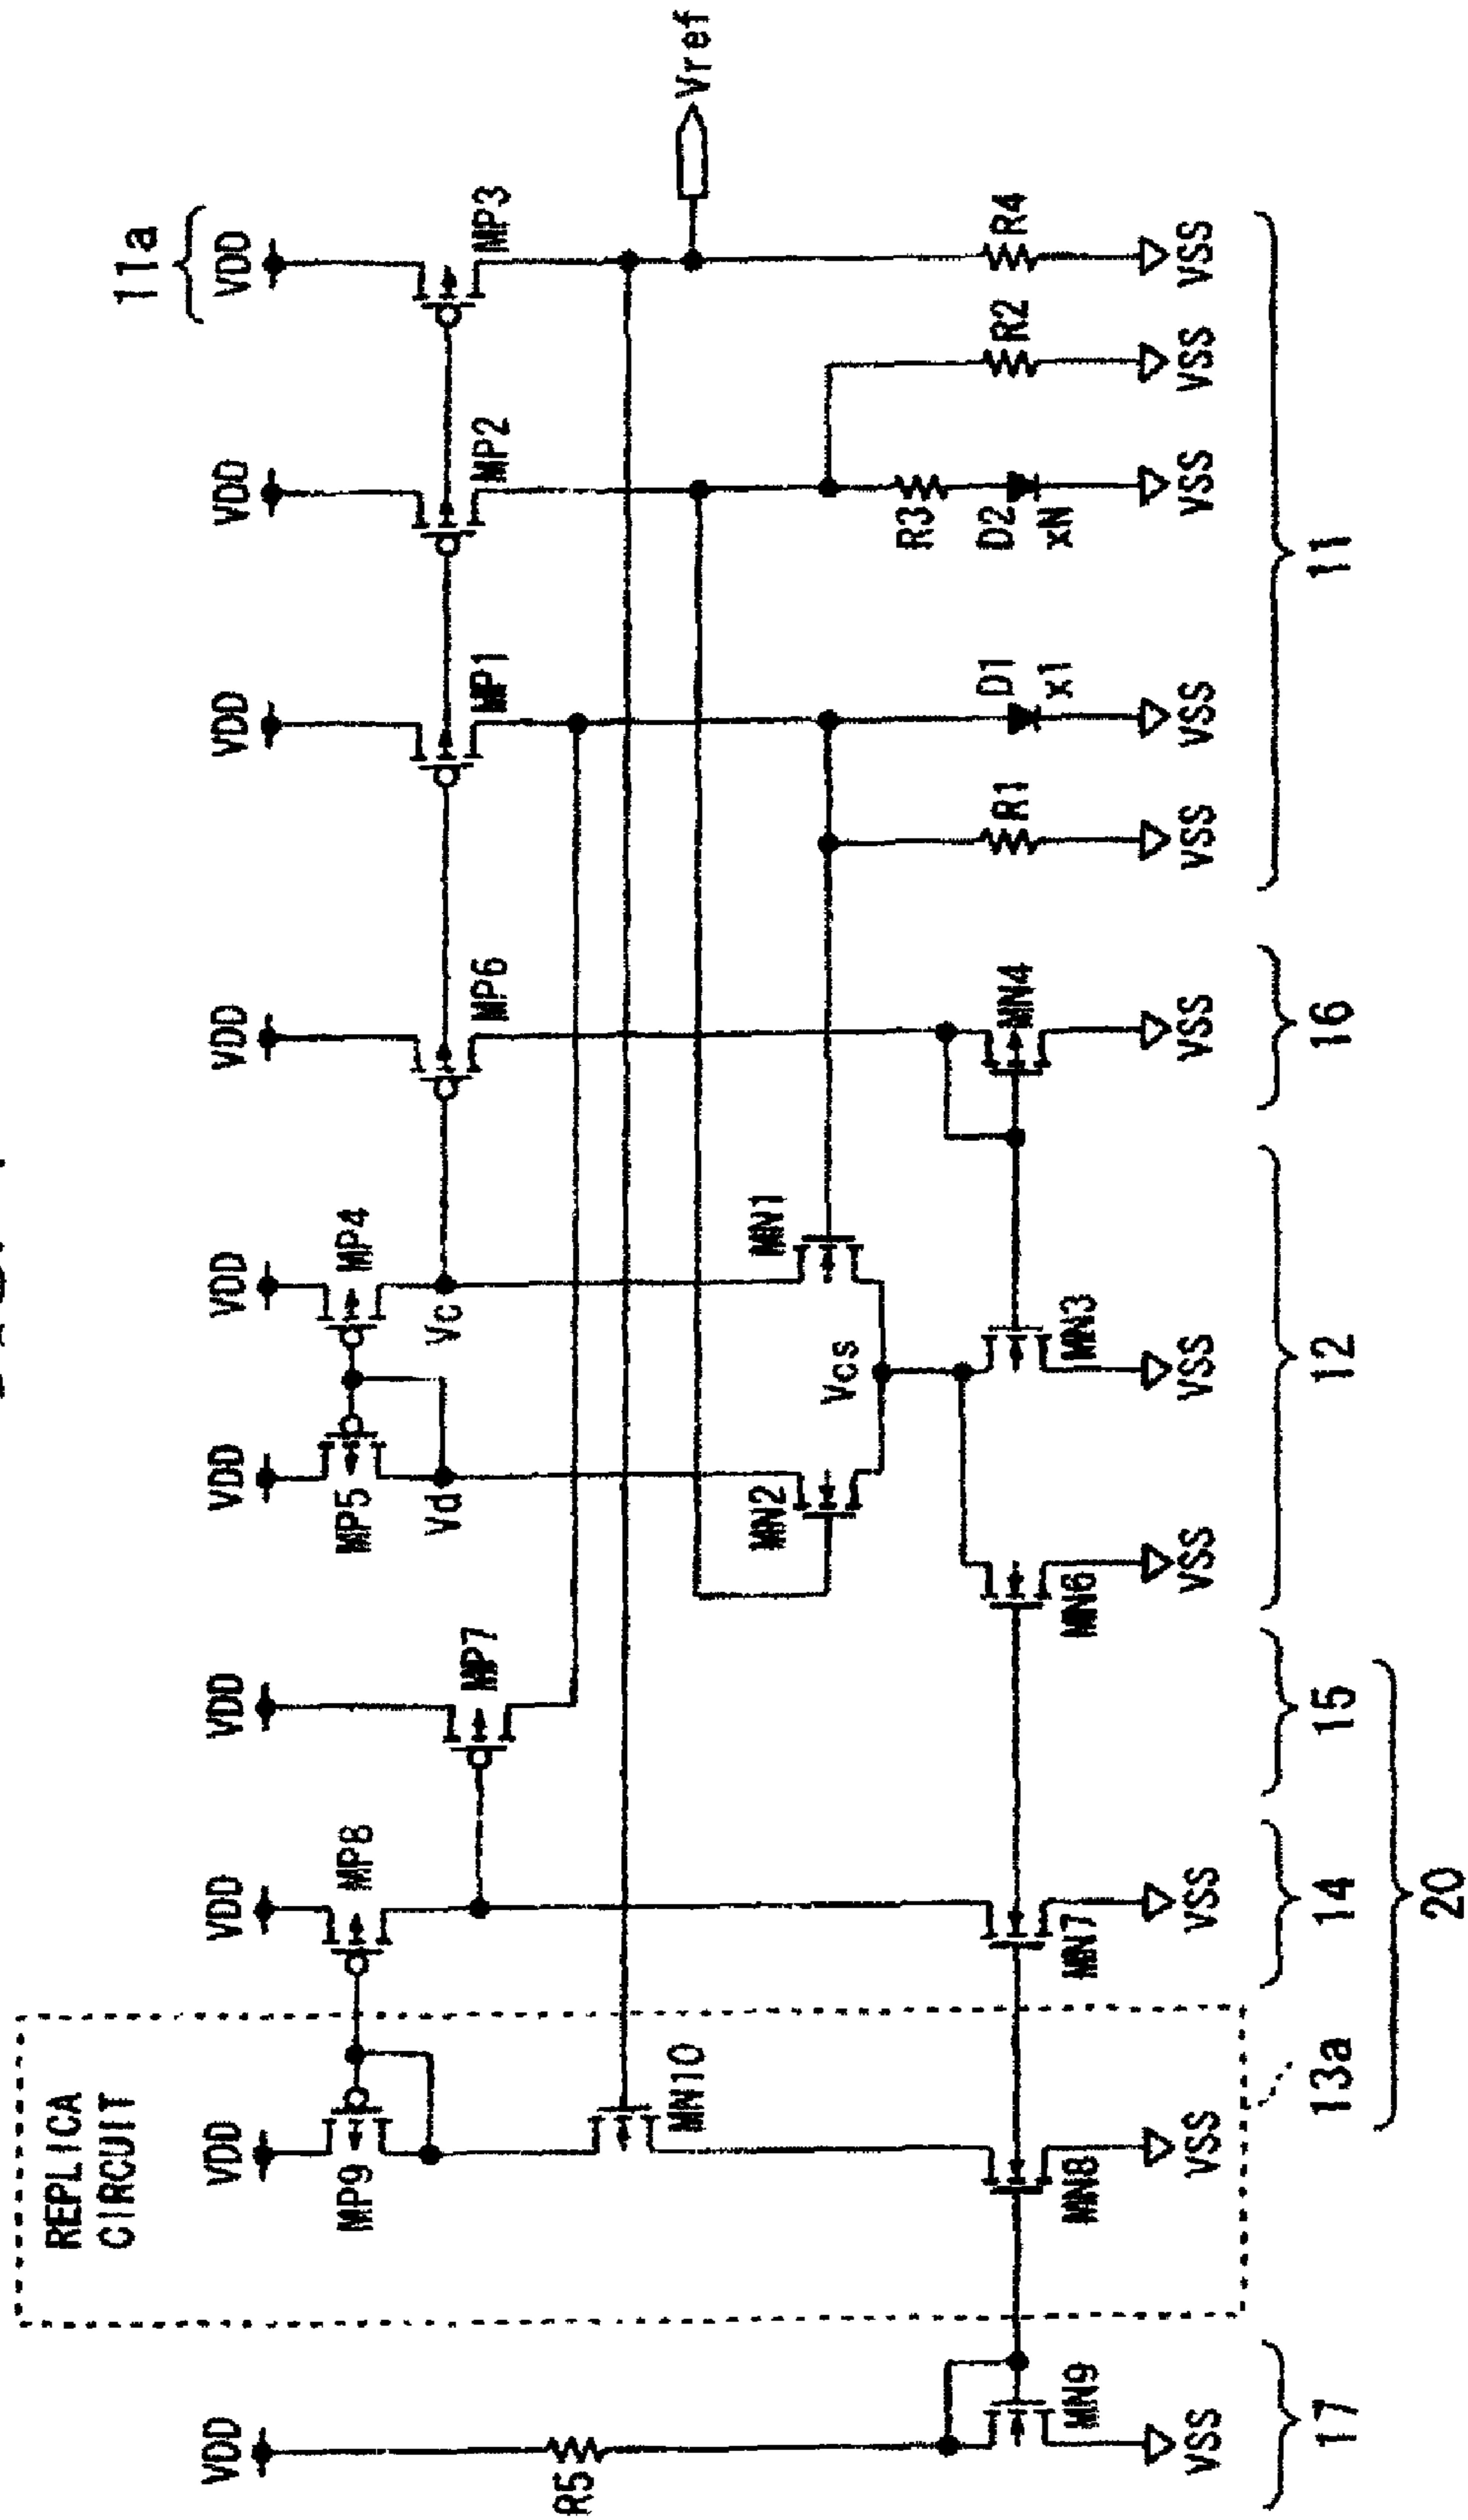 REPLICA
CIRCUIT
VDD
VDD
VDD
VDD
VDD
VDD
VDD
VDD
VDD
VDD
11a
MP9
MP8
MP7
MP5
MP4
MP6
MP1
MP2
MP3
Vd
Vc
Vref
R5
MN10
MN2
MN1
Vcs
R3
MN9
MN8
MN7
MN6
MN3
MN4
R1
D1
x1
D2
xN
R2
R4
VSS
VSS
VSS
VSS
VSS
VSS
VSS
VSS
VSS
VSS
VSS
17
13a
14
15
12
16
11
20